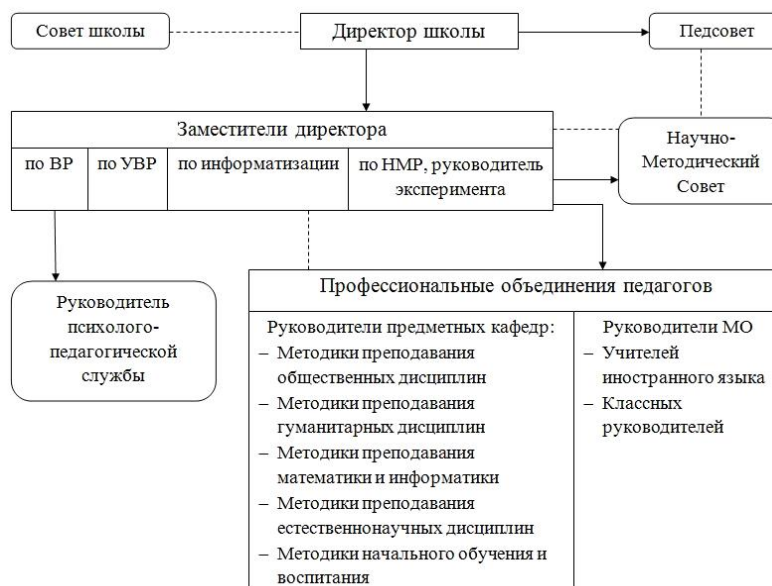 Совет школы
Директор школы
Педсовет
Заместители директора
по ВР
по УВР
по информатизации
по НМР, руководитель
эксперимента
Научно-
Методический
Совет
Руководитель
психолого-
педагогической
службы
Профессиональные объединения педагогов
Руководители предметных кафедр:
– Методики преподавания
общественных дисциплин
– Методики преподавания
гуманитарных дисциплин
– Методики преподавания
математики и информатики
– Методики преподавания
естественнонаучных дисциплин
– Методики начального обучения и
воспитания
Руководители МО
– Учителей
иностранного языка
– Классных
руководителей